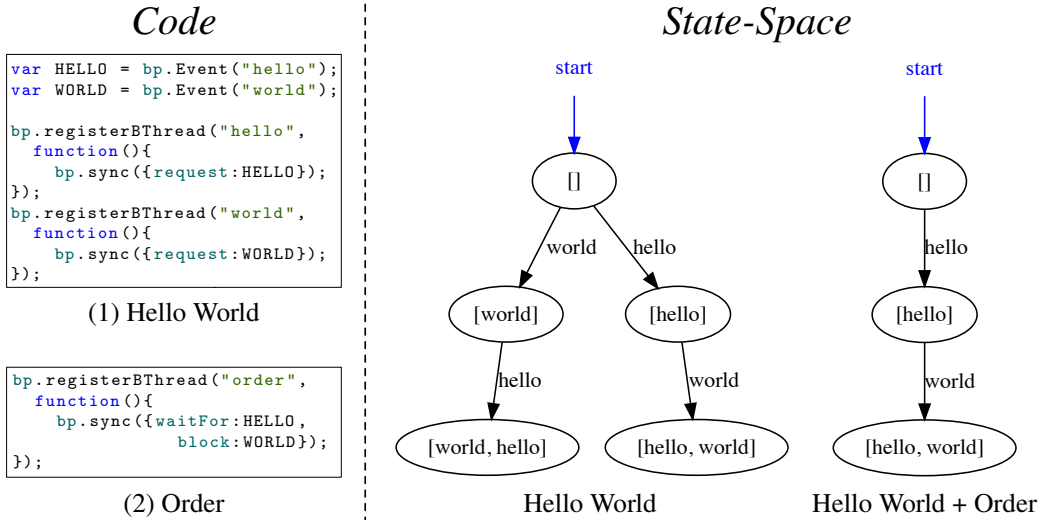 Code
var HELLO = bp.Event("hello");
var WORLD = bp.Event("world");
bp.registerBThread("hello",
function(){
bp.sync({request:HELLO});
});
bp.registerBThread("world",
function(){
bp.sync({request:WORLD});
});
(1) Hello World
bp.registerBThread("order",
function(){
bp.sync({waitFor:HELLO,
block:WORLD});
});
(2) Order
State-Space
start
[]
world
hello
[world]
[hello]
hello
world
[world, hello]
[hello, world]
Hello World
start
[]
hello
[hello]
world
[hello, world]
Hello World + Order